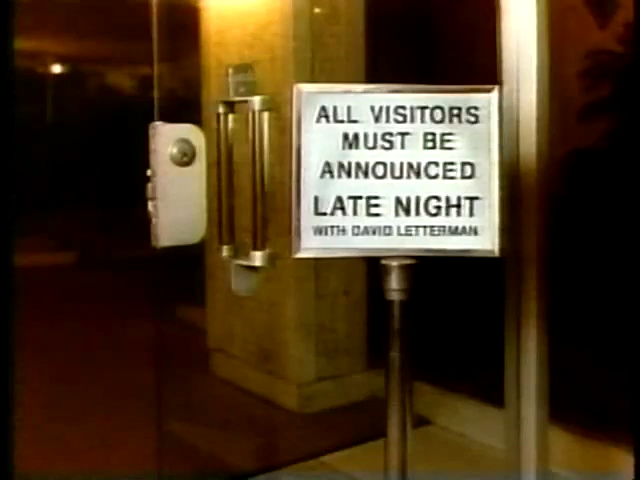 ALL VISITORS
MUST BE
ANNOUNCED
LATE NIGHT
WITH DAVID LETTERMAN